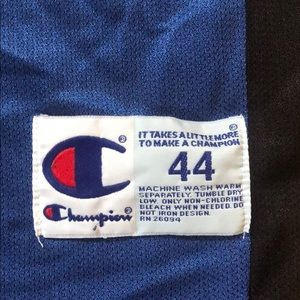 IT TAKES A LITTLE MORE®
TO MAKE A CHAMPION®
44
MACHINE WASH WARM
SEPARATELY. TUMBLE DRY
LOW. ONLY NON-CHLORINE
BLEACH WHEN NEEDED. DO
NOT IRON DESIGN.
RN 26094
®
Champion®